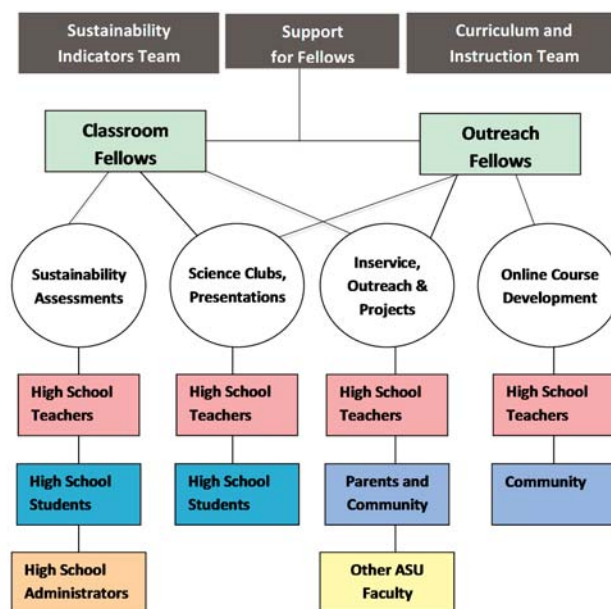 Sustainability
Indicators Team
Support
for Fellows
Curriculum and
Instruction Team
Classroom
Fellows
Outreach
Fellows
Sustainability
Assessments
Science Clubs,
Presentations
Inservice,
Outreach &
Projects
Online Course
Development
High School
Teachers
High School
Teachers
High School
Teachers
High School
Teachers
High School
Students
High School
Students
Parents and
Community
Community
High School
Administrators
Other ASU
Faculty